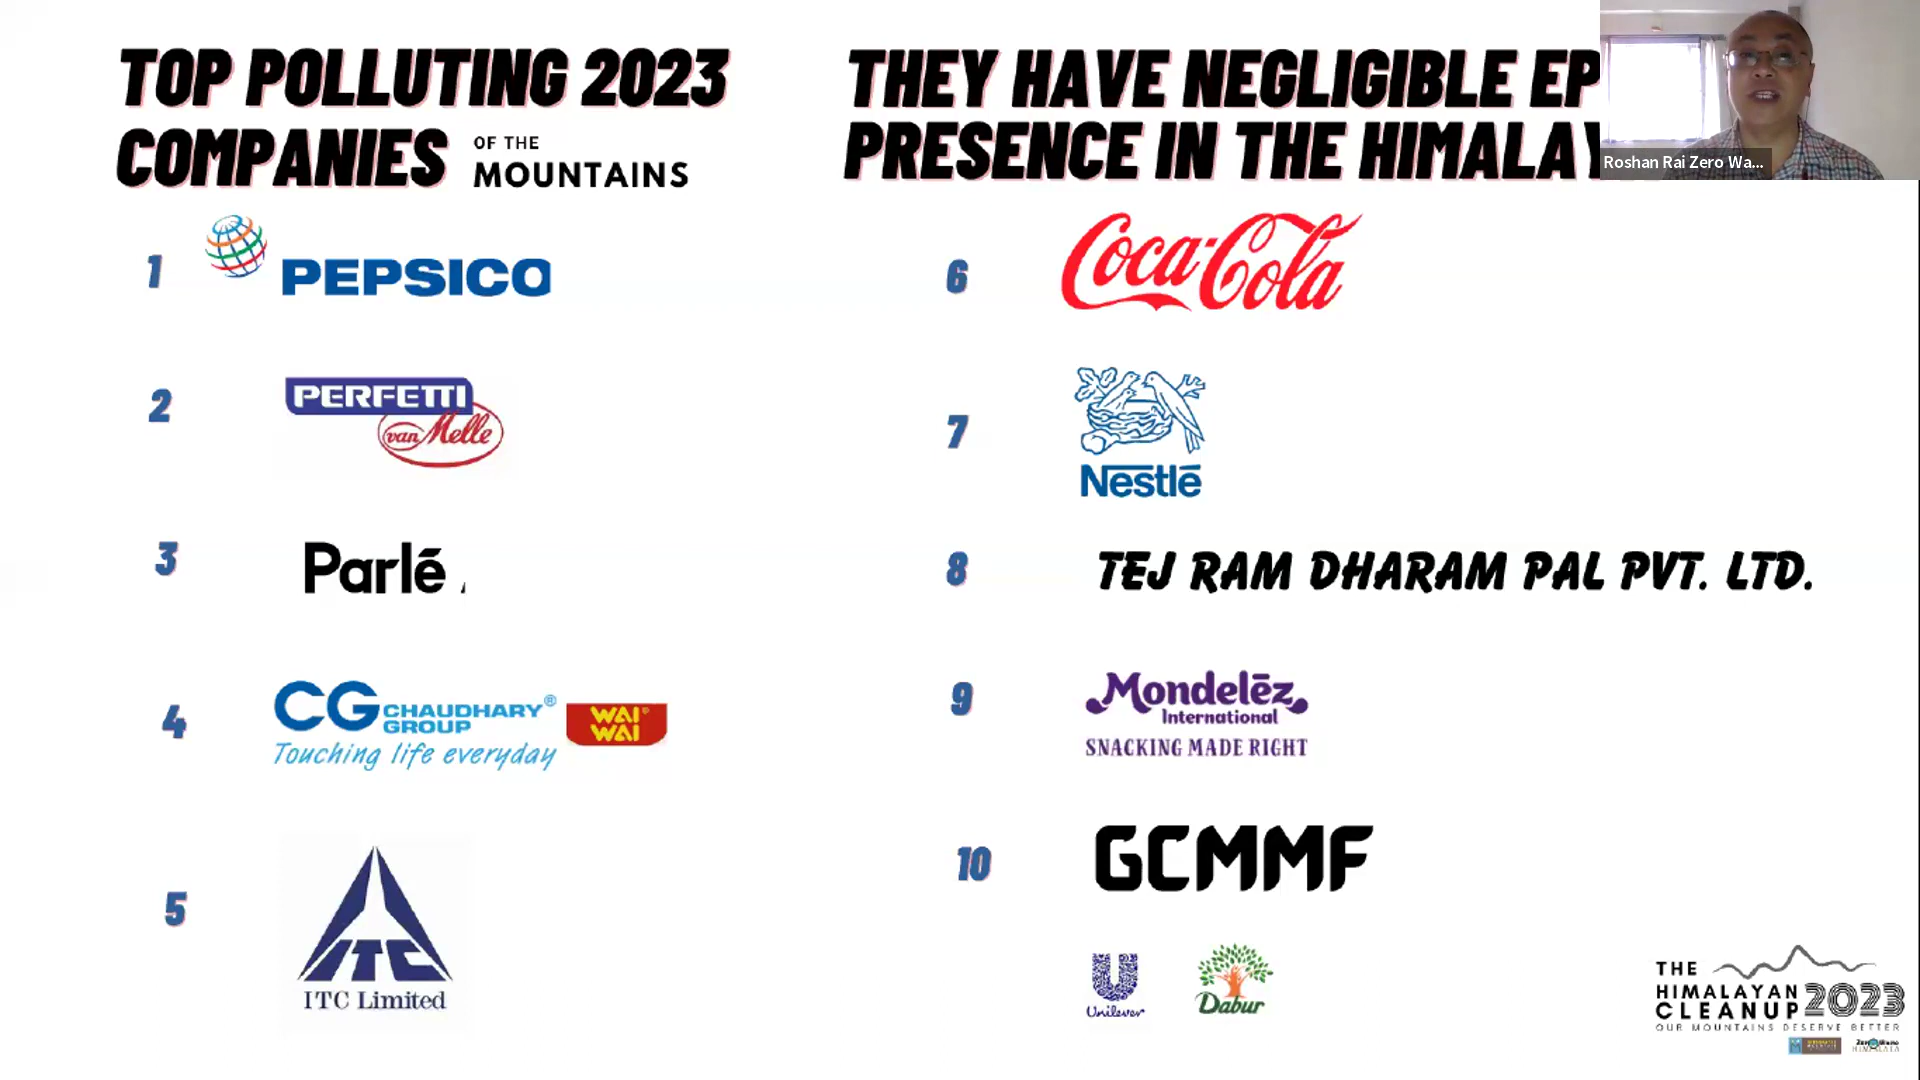 TOP POLLUTING 2023
COMPANIES OF THE MOUNTAINS
THEY HAVE NEGLIGIBLE EP
PRESENCE IN THE HIMALAY
Roshan Rai Zero Wa...
1 PEPSICO
2 PERFETTI
van Melle
3 Parlē
4 CG CHAUDHARY® GROUP
Touching life everyday
WAI® WAI
5 ITC
ITC Limited
6 Coca-Cola
7 Nestlé
8 TEJ RAM DHARAM PAL PVT. LTD.
9 Mondelēz
International
SNACKING MADE RIGHT
10 GCMMF
Unilever
Dabur
THE
HIMALAYAN
CLEANUP 2023
OUR MOUNTAINS DESERVE BETTER